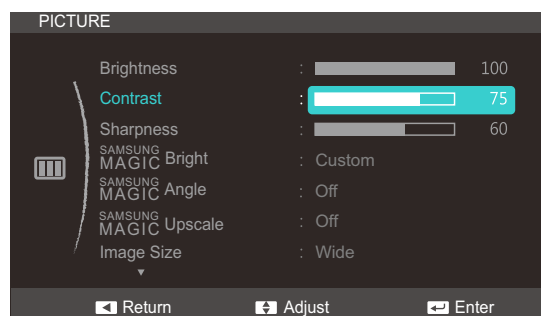 PICTURE
Brightness : 100
Contrast : 75
Sharpness : 60
SAMSUNG MAGIC Bright : Custom
SAMSUNG MAGIC Angle : Off
SAMSUNG MAGIC Upscale : Off
Image Size : Wide
Return Adjust Enter